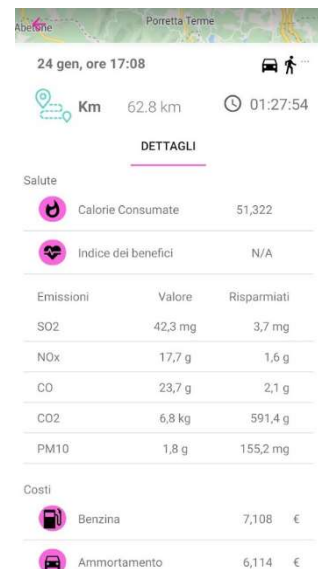 Abetone
Porretta Terme
24 gen, ore 17:08
Km 62.8 km 01:27:54
DETTAGLI
Salute
Calorie Consumate 51,322
Indice dei benefici N/A
Emissioni Valore Risparmiati
SO2 42,3 mg 3,7 mg
NOx 17,7 g 1,6 g
CO 23,7 g 2,1 g
CO2 6,8 kg 591,4 g
PM10 1,8 g 155,2 mg
Costi
Benzina 7,108 €
Ammortamento 6,114 €